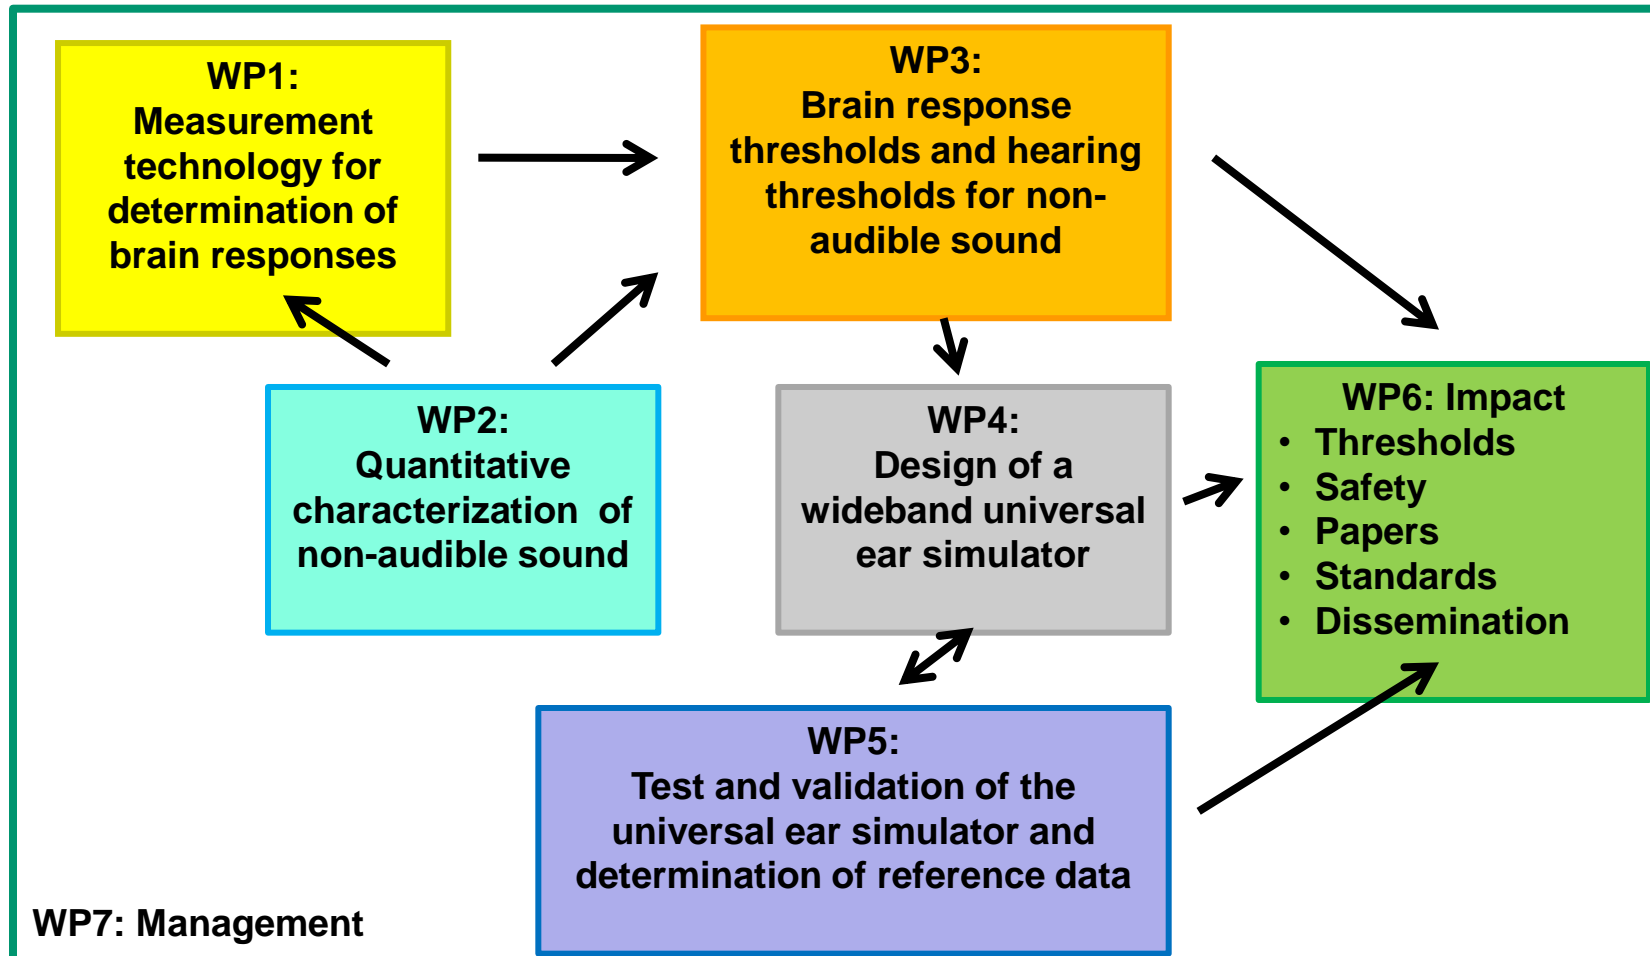 WP1:
Measurement
technology for
determination of
brain responses
WP3:
Brain response
thresholds and hearing
thresholds for non-
audible sound
WP2:
Quantitative
characterization of
non-audible sound
WP4:
Design of a
wideband universal
ear simulator
WP6: Impact
• Thresholds
• Safety
• Papers
• Standards
• Dissemination
WP5:
Test and validation of the
universal ear simulator and
determination of reference data
WP7: Management